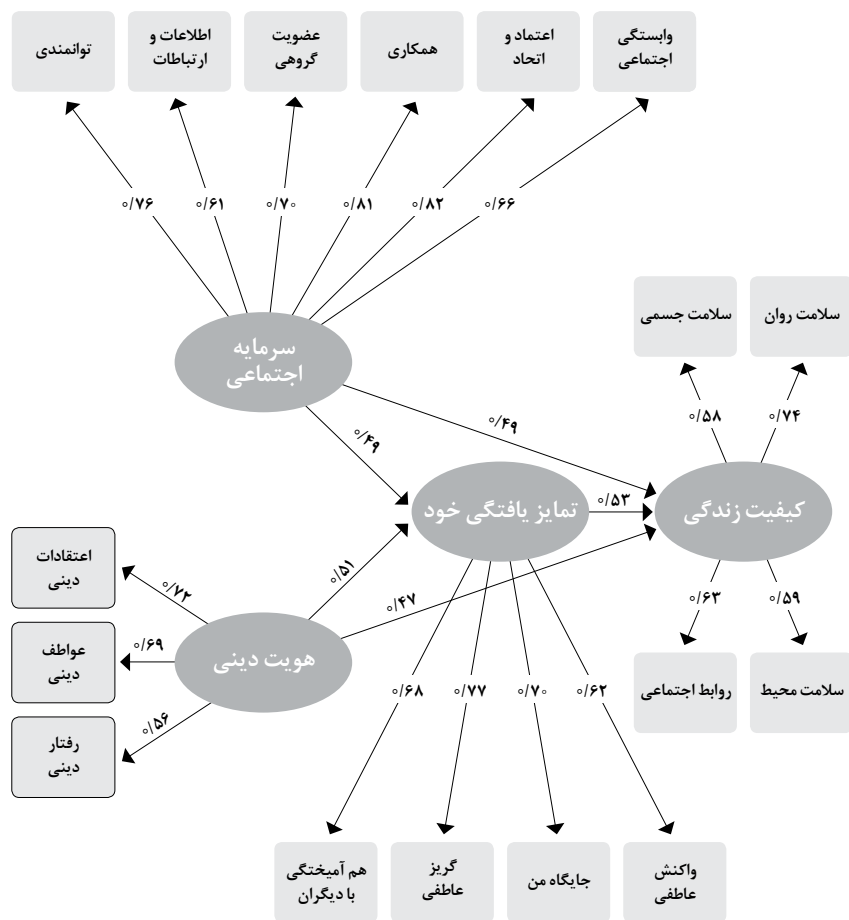 وابستگی
اجتماعی
اعتماد و
اتحاد
همکاری
عضویت
گروهی
اطلاعات و
ارتباطات
توانمندی
۰/۶۶
۰/۸۲
۰/۸۱
۰/۷۰
۰/۶۱
۰/۷۶
سلامت روان
سلامت جسمی
سرمایه
اجتماعی
۰/۷۴
۰/۵۸
۰/۴۹
۰/۴۹
کیفیت زندگی
۰/۵۳
تمایز یافتگی خود
۰/۵۱
۰/۴۷
۰/۵۹
۰/۶۳
سلامت محیط
روابط اجتماعی
اعتقادات
دینی
۰/۷۲
عواطف
دینی
۰/۶۹
هویت دینی
رفتار
دینی
۰/۵۶
۰/۶۲
۰/۷۰
۰/۷۷
۰/۶۸
واکنش
عاطفی
جایگاه من
گریز
عاطفی
هم آمیختگی
با دیگران